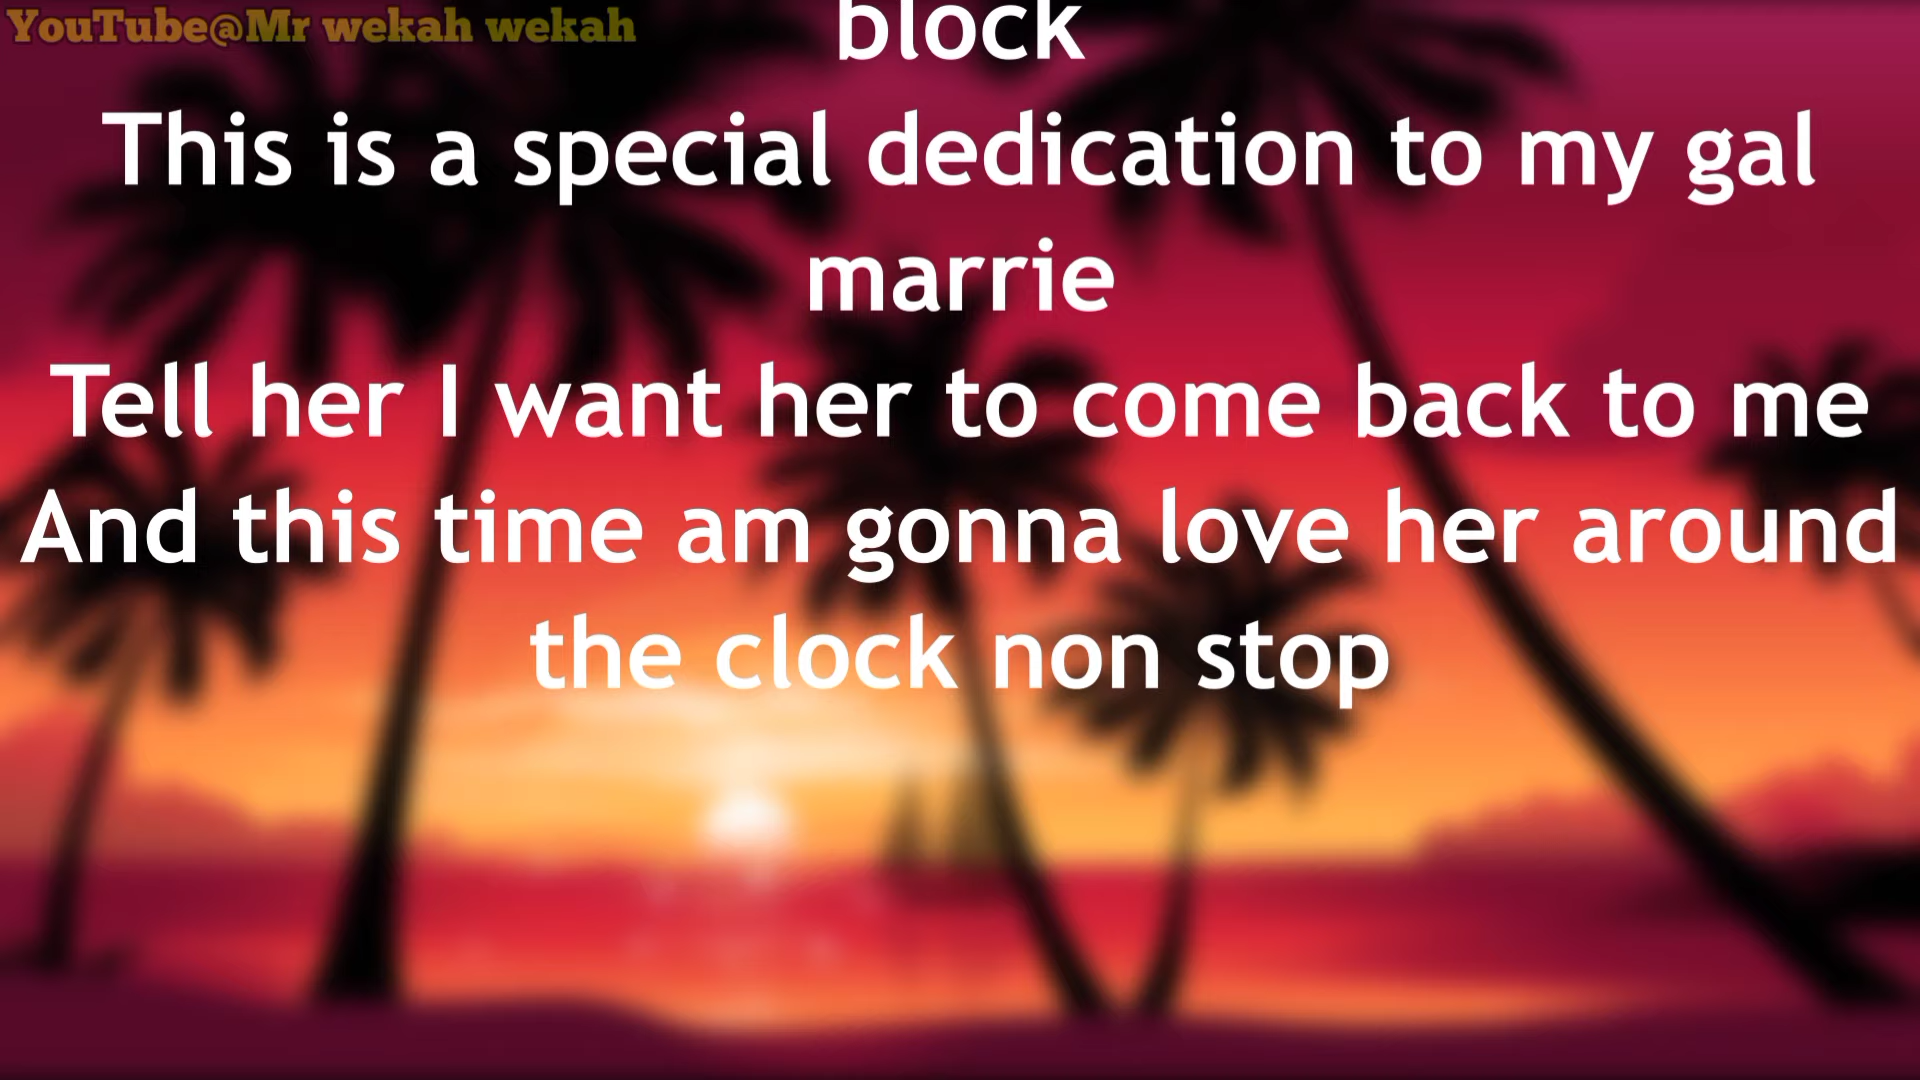 YouTube@Mr wekah wekah
block
This is a special dedication to my gal
marrie
Tell her I want her to come back to me
And this time am gonna love her around
the clock non stop